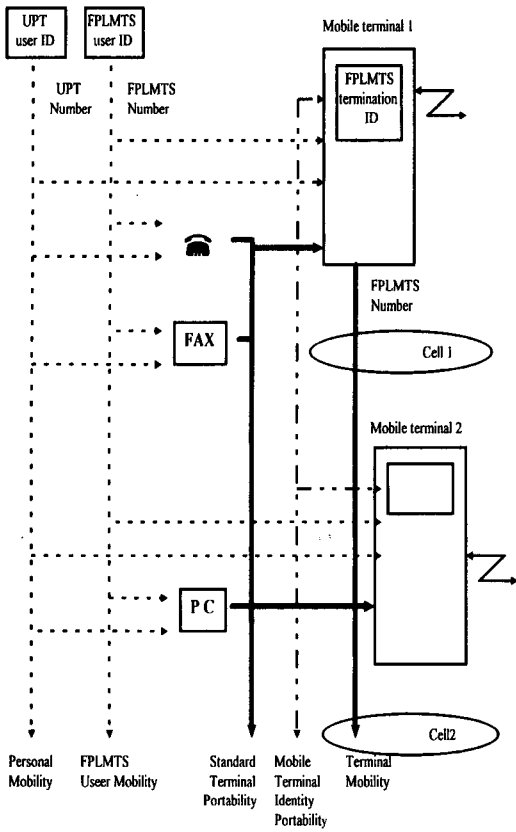 UPT
user ID
FPLMTS
user ID
Mobile terminal 1
FPLMTS
termination
ID
UPT
Number
FPLMTS
Number
FPLMTS
Number
FAX
Cell 1
Mobile terminal 2
P C
Cell2
Personal
Mobility
FPLMTS
Useer Mobility
Standard
Terminal
Portability
Mobile
Terminal
Identity
Portability
Terminal
Mobility